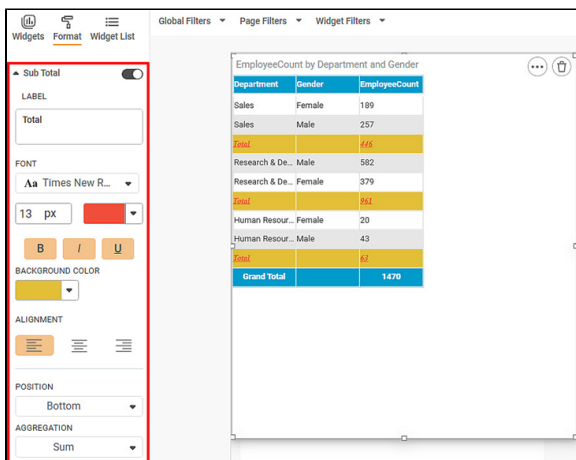 Widgets Format Widget List
Global Filters Page Filters Widget Filters
Sub Total
LABEL
Total
FONT
Aa Times New R...
13 px
B I U
BACKGROUND COLOR
ALIGNMENT
POSITION
Bottom
AGGREGATION
Sum
EmployeeCount by Department and Gender
Department Gender EmployeeCount
Sales Female 189
Sales Male 257
Total 446
Research & De... Male 582
Research & De... Female 379
Total 961
Human Resour... Female 20
Human Resour... Male 43
Total 63
Grand Total 1470